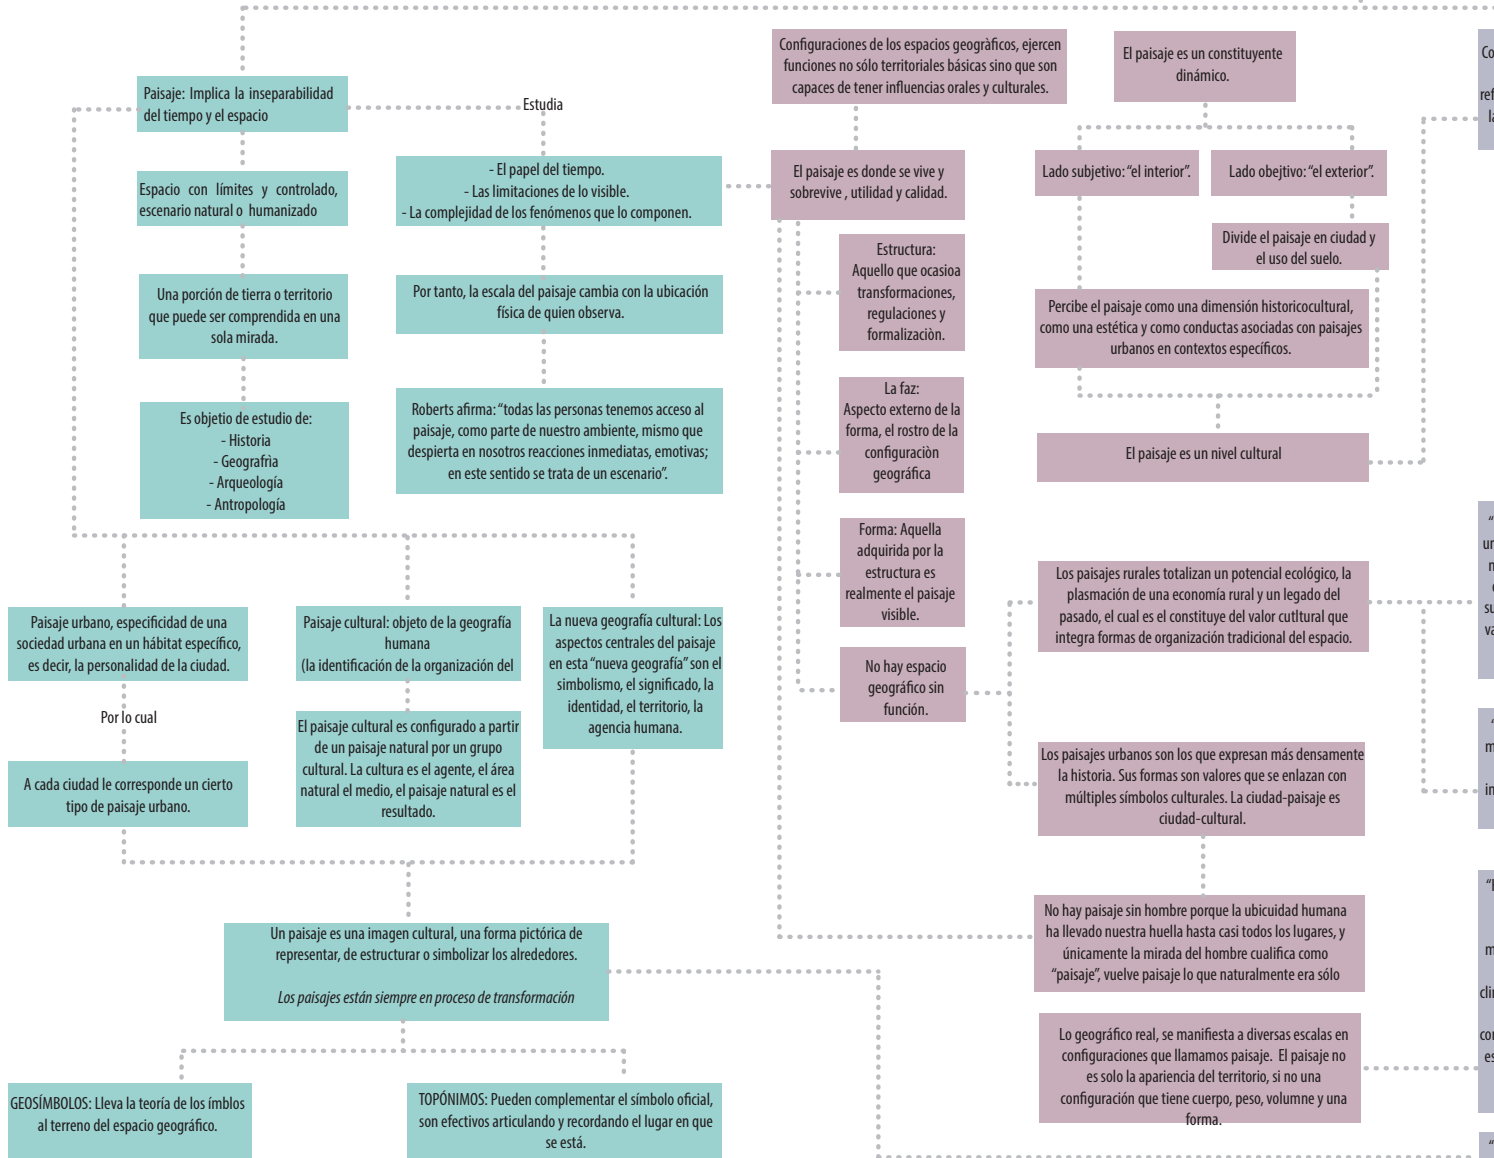 Paisaje: Implica la inseparabilidad
del tiempo y el espacio
Estudia
Espacio con límites y controlado,
escenario natural o humanizado
- El papel del tiempo.
- Las limitaciones de lo visible.
- La complejidad de los fenómenos que lo componen.
Una porción de tierra o territorio
que puede ser comprendida en una
sola mirada.
Por tanto, la escala del paisaje cambia con la ubicación
física de quien observa.
Es objeto de estudio de:
- Historia
- Geografrìa
- Arqueología
- Antropología
Roberts afirma: “todas las personas tenemos acceso al
paisaje, como parte de nuestro ambiente, mismo que
despierta en nosotros reacciones inmediatas, emotivas;
en este sentido se trata de un escenario”.
Paisaje urbano, especificidad de una
sociedad urbana en un hábitat específico,
es decir, la personalidad de la ciudad.
Por lo cual
A cada ciudad le corresponde un cierto
tipo de paisaje urbano.
Paisaje cultural: objeto de la geografía
humana
(la identificación de la organización del
El paisaje cultural es configurado a partir
de un paisaje natural por un grupo
cultural. La cultura es el agente, el área
natural el medio, el paisaje natural es el
resultado.
La nueva geografía cultural: Los
aspectos centrales del paisaje
en esta “nueva geografía” son el
simbolismo, el significado, la
identidad, el territorio, la
agencia humana.
Un paisaje es una imagen cultural, una forma pictórica de
representar, de estructurar o simbolizar los alrededores.
Los paisajes están siempre en proceso de transformación
GEOSÍMBOLOS: Lleva la teoría de los ímblos
al terreno del espacio geográfico.
TOPÓNIMOS: Pueden complementar el símbolo oficial,
son efectivos articulando y recordando el lugar en que
se está.
Configuraciones de los espacios geogràficos, ejercen
funciones no sólo territoriales básicas sino que son
capaces de tener influencias orales y culturales.
El paisaje es donde se vive y
sobrevive , utilidad y calidad.
Estructura:
Aquello que ocasioa
transformaciones,
regulaciones y
formalizaciòn.
La faz:
Aspecto externo de la
forma, el rostro de la
configuraciòn
geográfica
Forma: Aquella
adquirida por la
estructura es
realmente el paisaje
visible.
No hay espacio
geográfico sin
función.
El paisaje es un constituyente
dinámico.
Lado subjetivo: “el interior”.
Lado obejtivo: “el exterior”.
Divide el paisaje en ciudad y
el uso del suelo.
Percibe el paisaje como una dimensión historicocultural,
como una estética y como conductas asociadas con paisajes
urbanos en contextos específicos.
El paisaje es un nivel cultural
Los paisajes rurales totalizan un potencial ecológico, la
plasmación de una economía rural y un legado del
pasado, el cual es el constituye del valor cutltural que
integra formas de organización tradicional del espacio.
Los paisajes urbanos son los que expresan más densamente
la historia. Sus formas son valores que se enlazan con
múltiples símbolos culturales. La ciudad-paisaje es
ciudad-cultural.
No hay paisaje sin hombre porque la ubicuidad humana
ha llevado nuestra huella hasta casi todos los lugares, y
únicamente la mirada del hombre cualifica como
“paisaje”, vuelve paisaje lo que naturalmente era sólo
Lo geográfico real, se manifiesta a diversas escalas en
configuraciones que llamamos paisaje. El paisaje no
es solo la apariencia del territorio, si no una
configuración que tiene cuerpo, peso, volumne y una
forma.